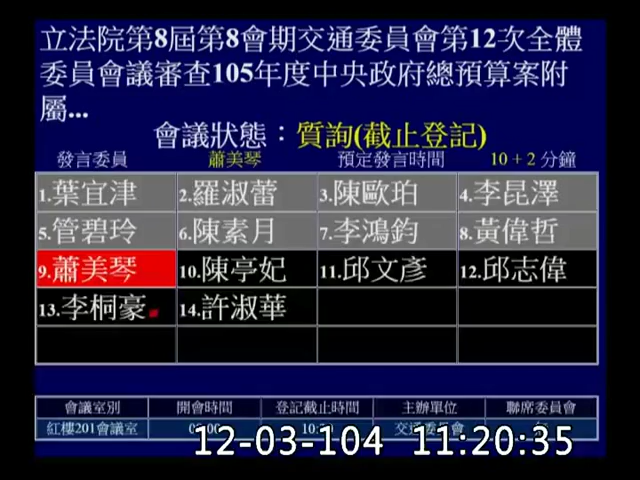 立法院第8屆第8會期交通委員會第12次全體
委員會議審查105年度中央政府總預算案附
屬...
會議狀態：質詢(截止登記)
發言委員 蕭美琴 預定發言時間 10 + 2 分鐘
1.葉宜津 2.羅淑蕾 3.陳歐珀 4.李昆澤
5.管碧玲 6.陳素月 7.李鴻鈞 8.黃偉哲
9.蕭美琴 10.陳亭妃 11.邱文彥 12.邱志偉
13.李桐豪 14.許淑華
會議室別 開會時間 登記截止時間 主辦單位 聯席委員會
紅樓201會議室 交通委員會
12-03-104 11:20:35